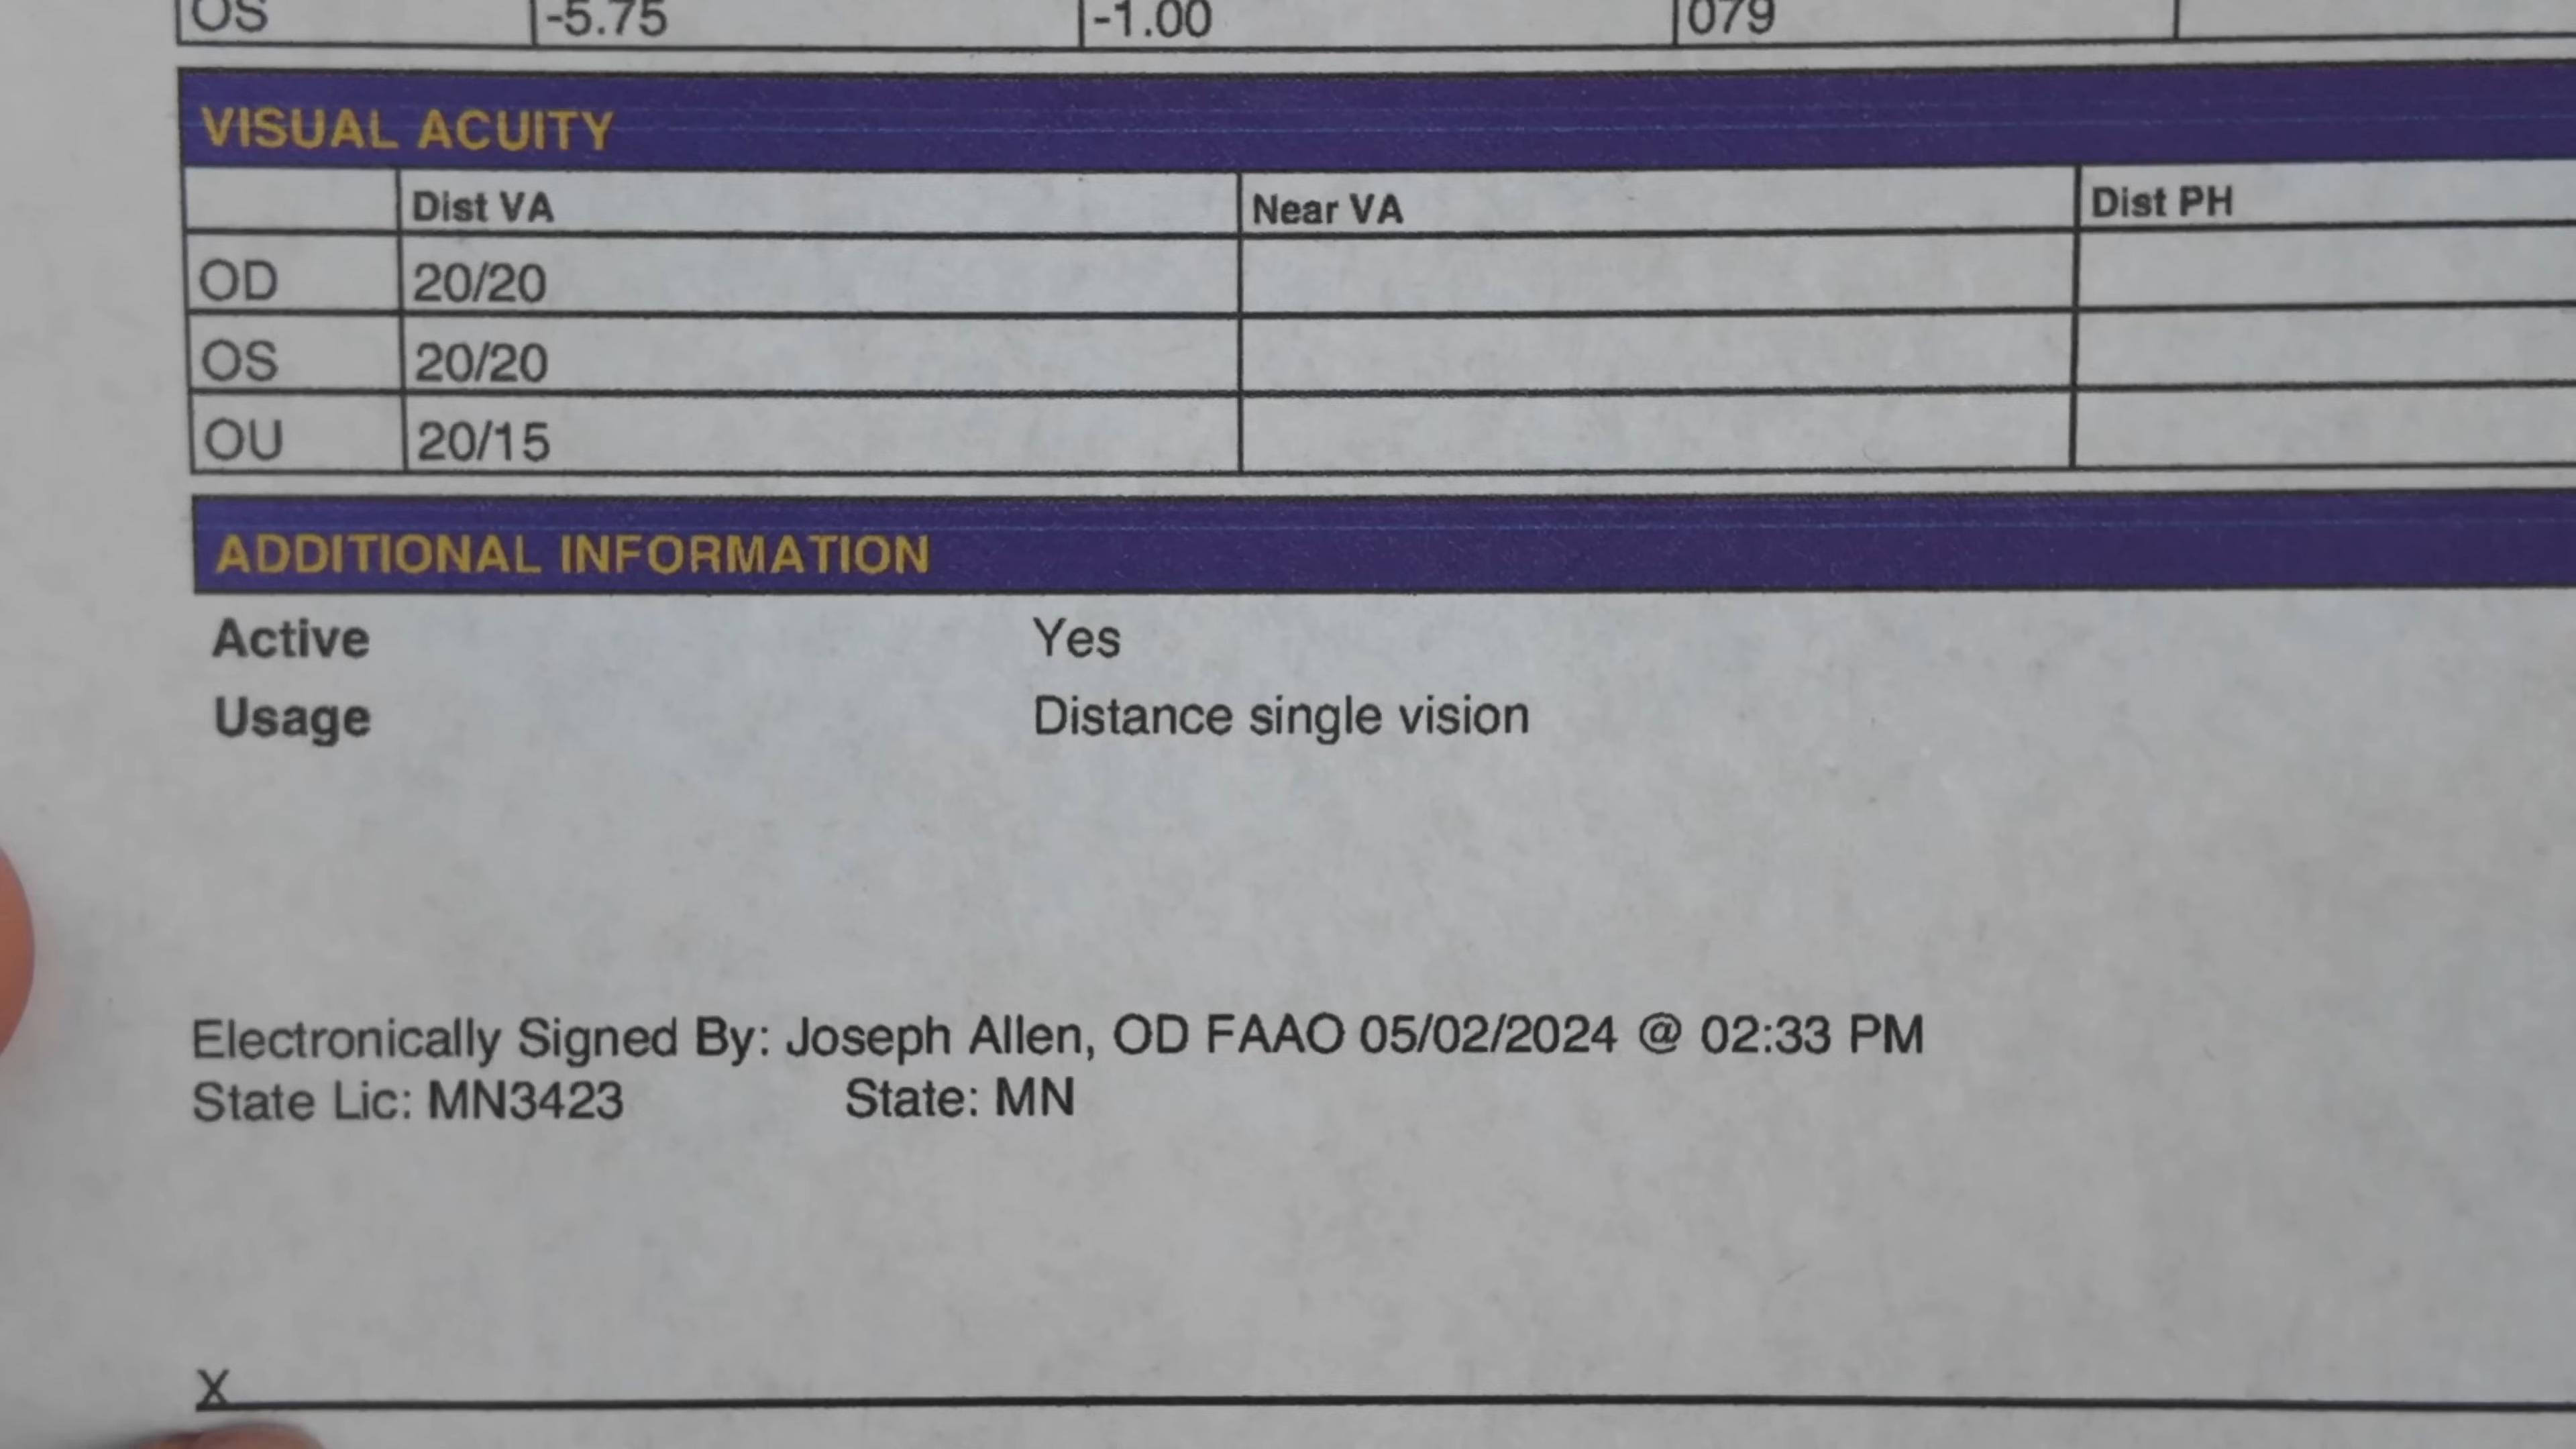 OS -5.75 -1.00 079
VISUAL ACUITY
Dist VA Near VA Dist PH
OD 20/20
OS 20/20
OU 20/15
ADDITIONAL INFORMATION
Active Yes
Usage Distance single vision
Electronically Signed By: Joseph Allen, OD FAAO 05/02/2024 @ 02:33 PM
State Lic: MN3423 State: MN
X